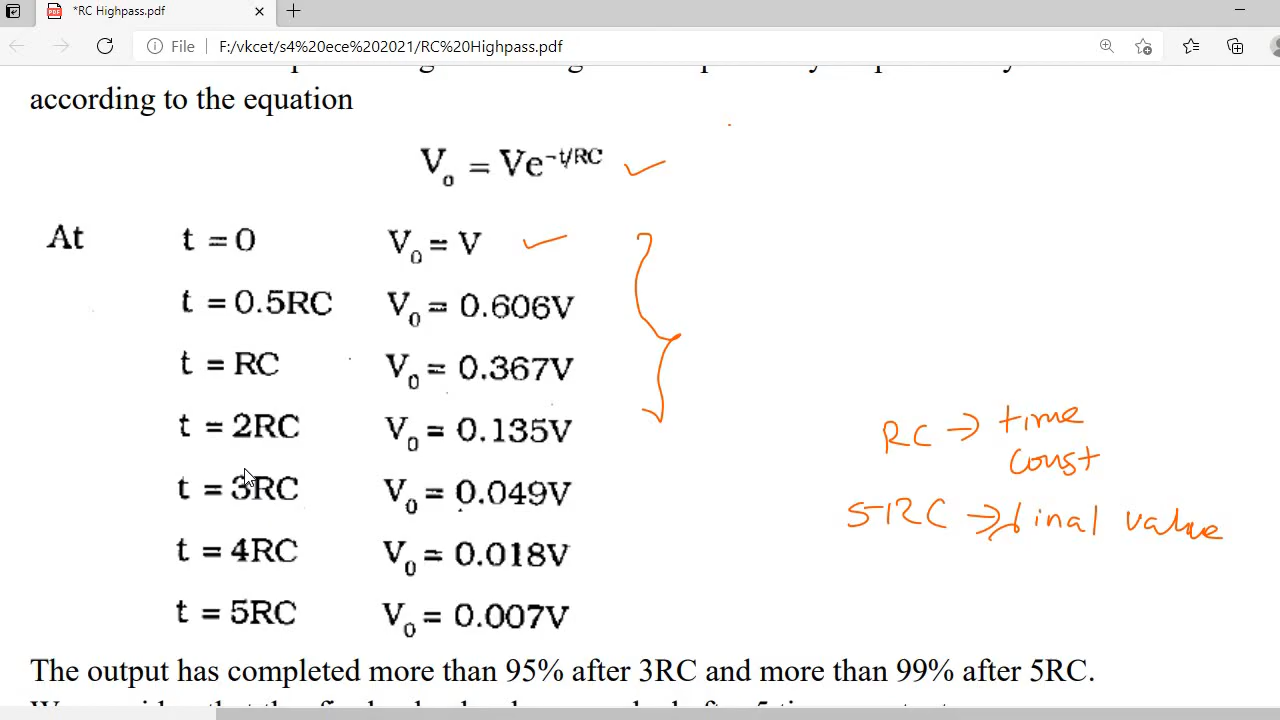 *RC Highpass.pdf
File F:/vkcet/s4%20ece%202021/RC%20Highpass.pdf
according to the equation
V₀ = Ve^(-t/RC)
At t = 0 V₀ = V
t = 0.5RC V₀ = 0.606V
t = RC V₀ = 0.367V
t = 2RC V₀ = 0.135V
t = 3RC V₀ = 0.049V
t = 4RC V₀ = 0.018V
t = 5RC V₀ = 0.007V
RC → time
const
5RC → final value
The output has completed more than 95% after 3RC and more than 99% after 5RC.